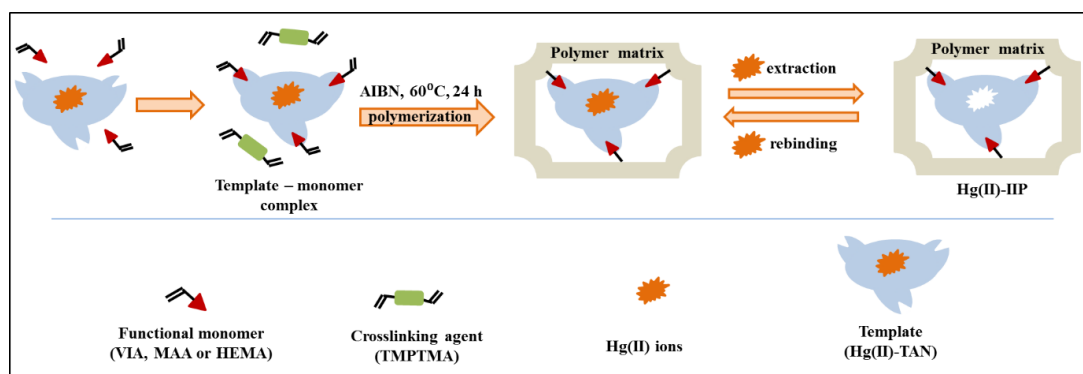 AIBN, 60⁰C, 24 h
polymerization
Template – monomer
complex
Polymer matrix
extraction
rebinding
Polymer matrix
Hg(II)-IIP
Functional monomer
(VIA, MAA or HEMA)
Crosslinking agent
(TMPTMA)
Hg(II) ions
Template
(Hg(II)-TAN)